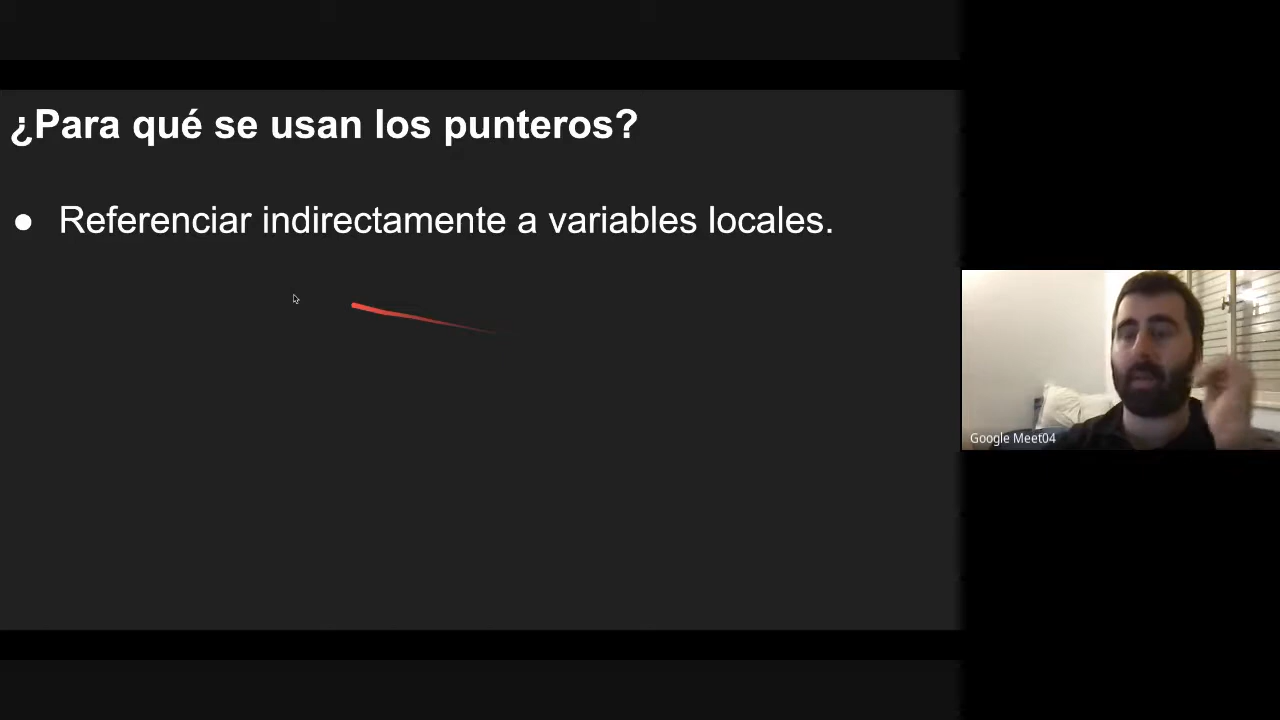 ¿Para qué se usan los punteros?
● Referenciar indirectamente a variables locales.
Google Meet04